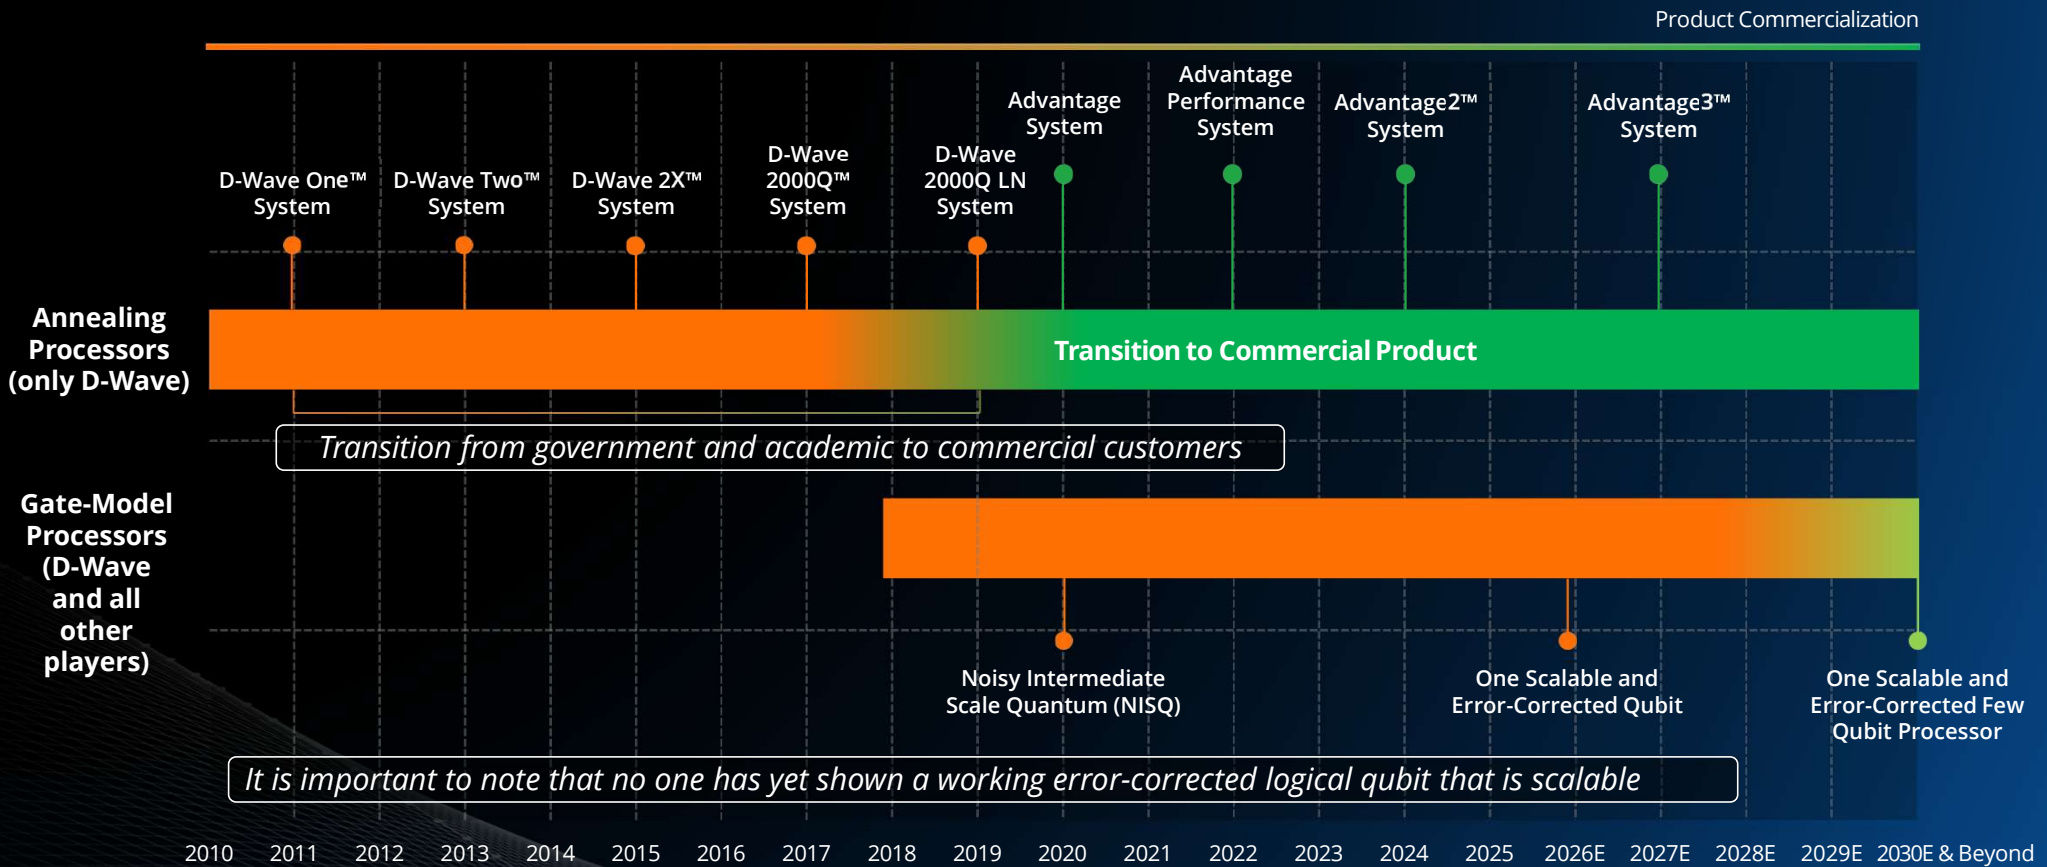 Product Commercialization
D-Wave One™
System
D-Wave Two™
System
D-Wave 2X™
System
D-Wave
2000Q™
System
D-Wave
2000Q LN
System
Advantage
System
Advantage
Performance
System
Advantage2™
System
Advantage3™
System
Annealing
Processors
(only D-Wave)
Transition to Commercial Product
Transition from government and academic to commercial customers
Gate-Model
Processors
(D-Wave
and all
other
players)
Noisy Intermediate
Scale Quantum (NISQ)
One Scalable and
Error-Corrected Qubit
One Scalable and
Error-Corrected Few
Qubit Processor
It is important to note that no one has yet shown a working error-corrected logical qubit that is scalable
2010 2011 2012 2013 2014 2015 2016 2017 2018 2019 2020 2021 2022 2023 2024 2025 2026E 2027E 2028E 2029E 2030E & Beyond